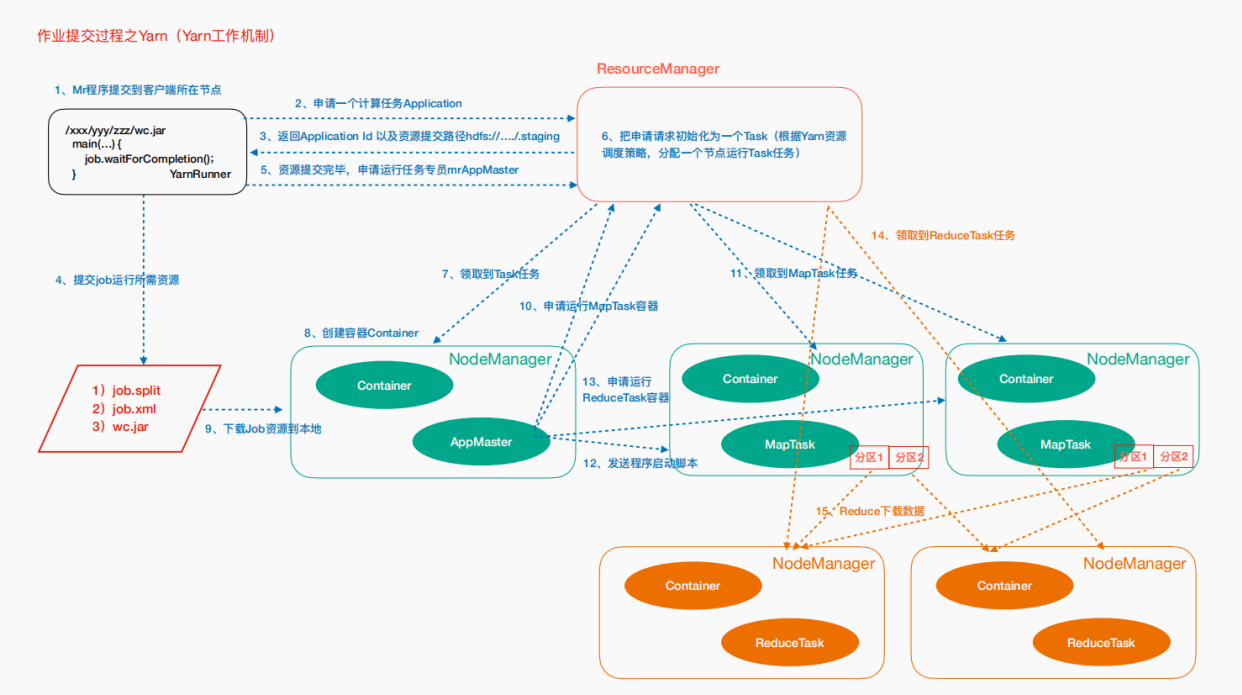 作业提交过程之Yarn（Yarn工作机制）
ResourceManager
1、Mr程序提交到客户端所在节点
/xxx/yyy/zzz/wc.jar
main(...) {
job.waitForCompletion();
}
YarnRunner
2、申请一个计算任务Application
3、返回Application Id 以及资源提交路径hdfs://..../.staging
5、资源提交完毕，申请运行任务专员mrAppMaster
6、把申请请求初始化为一个Task（根据Yarn资源
调度策略，分配一个节点运行Task任务）
4、提交job运行所需资源
7、领取到Task任务
10、申请运行MapTask容器
11、领取到MapTask任务
14、领取到ReduceTask任务
8、创建容器Container
1）job.split
2）job.xml
3）wc.jar
9、下载Job资源到本地
NodeManager
Container
AppMaster
13、申请运行
ReduceTask容器
12、发送程序启动脚本
NodeManager
Container
MapTask
分区1
分区2
NodeManager
Container
MapTask
分区1
分区2
15、Reduce下载数据
NodeManager
Container
ReduceTask
NodeManager
Container
ReduceTask